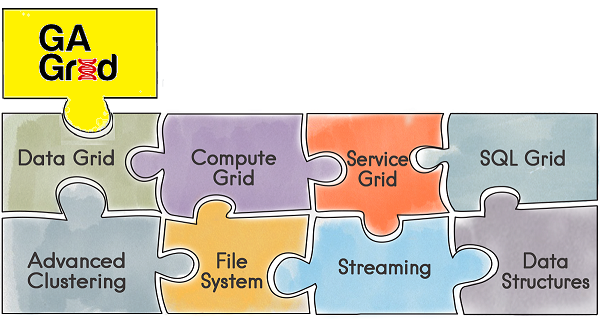 GA
Grid
Data Grid
Compute
Grid
Service
Grid
SQL Grid
Advanced
Clustering
File
System
Streaming
Data
Structures